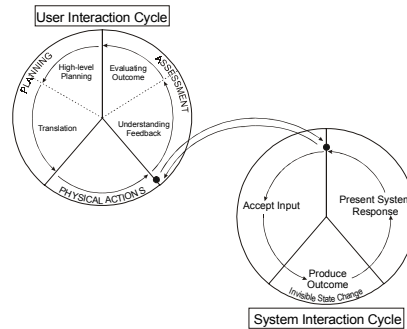 User Interaction Cycle
PLANNING
ASSESSMENT
High-level
Planning
Evaluating
Outcome
Translation
Understanding
Feedback
PHYSICAL ACTIONS
Accept Input
Present System
Response
Produce
Outcome
Invisible State Change
System Interaction Cycle